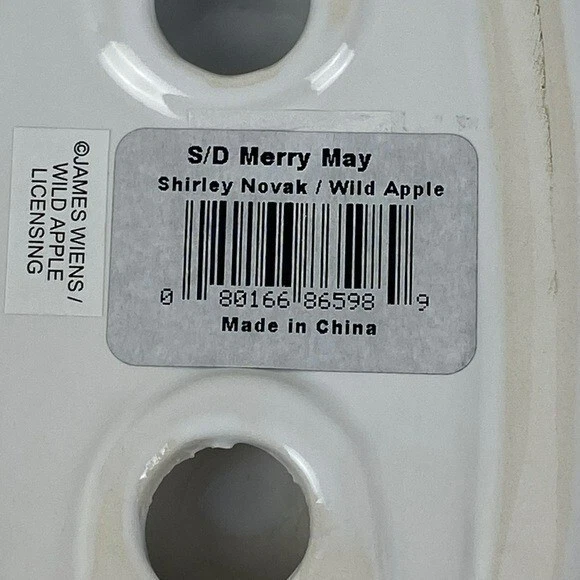 ©JAMES WIENS /
WILD APPLE
LICENSING
S/D Merry May
Shirley Novak / Wild Apple
0 80166 86598 9
Made in China